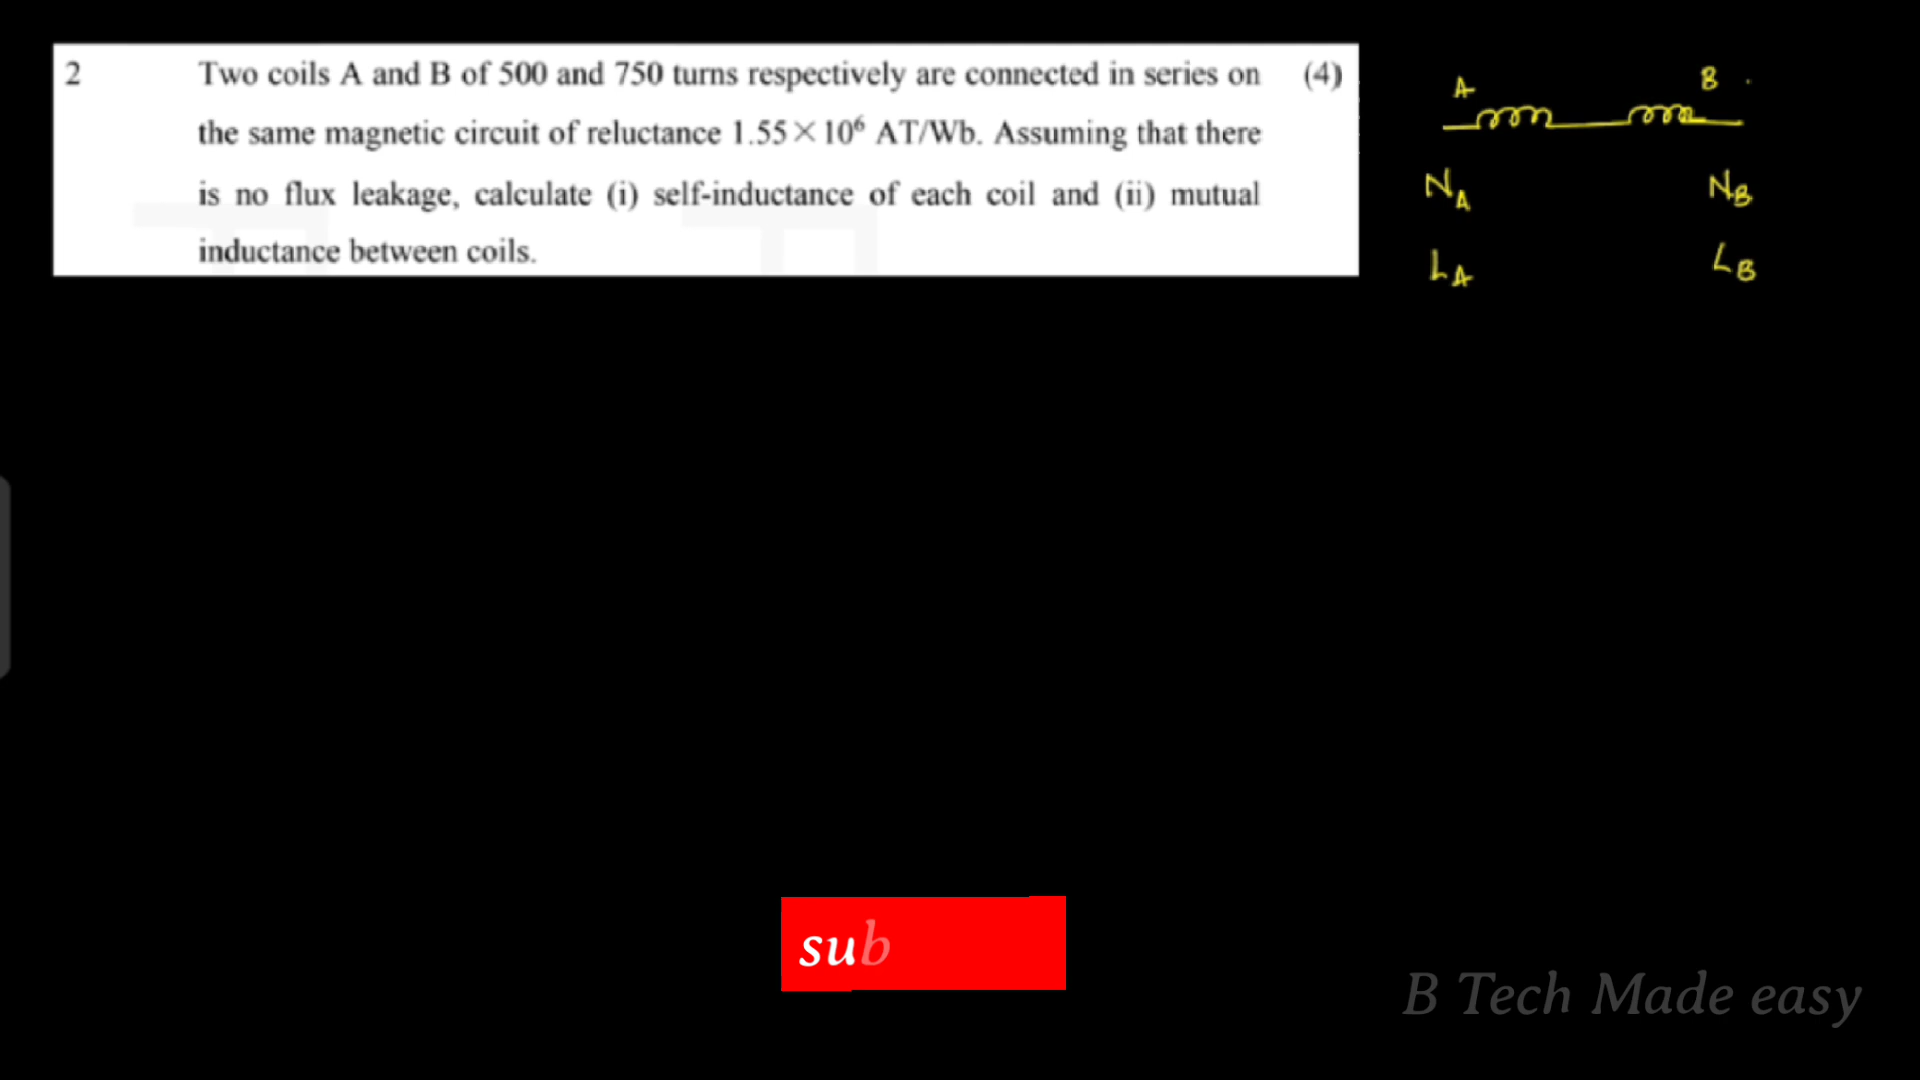 2 Two coils A and B of 500 and 750 turns respectively are connected in series on (4)
the same magnetic circuit of reluctance 1.55×10⁶ AT/Wb. Assuming that there
is no flux leakage, calculate (i) self-inductance of each coil and (ii) mutual
inductance between coils.
A B
N_A N_B
L_A L_B
sub
B Tech Made easy